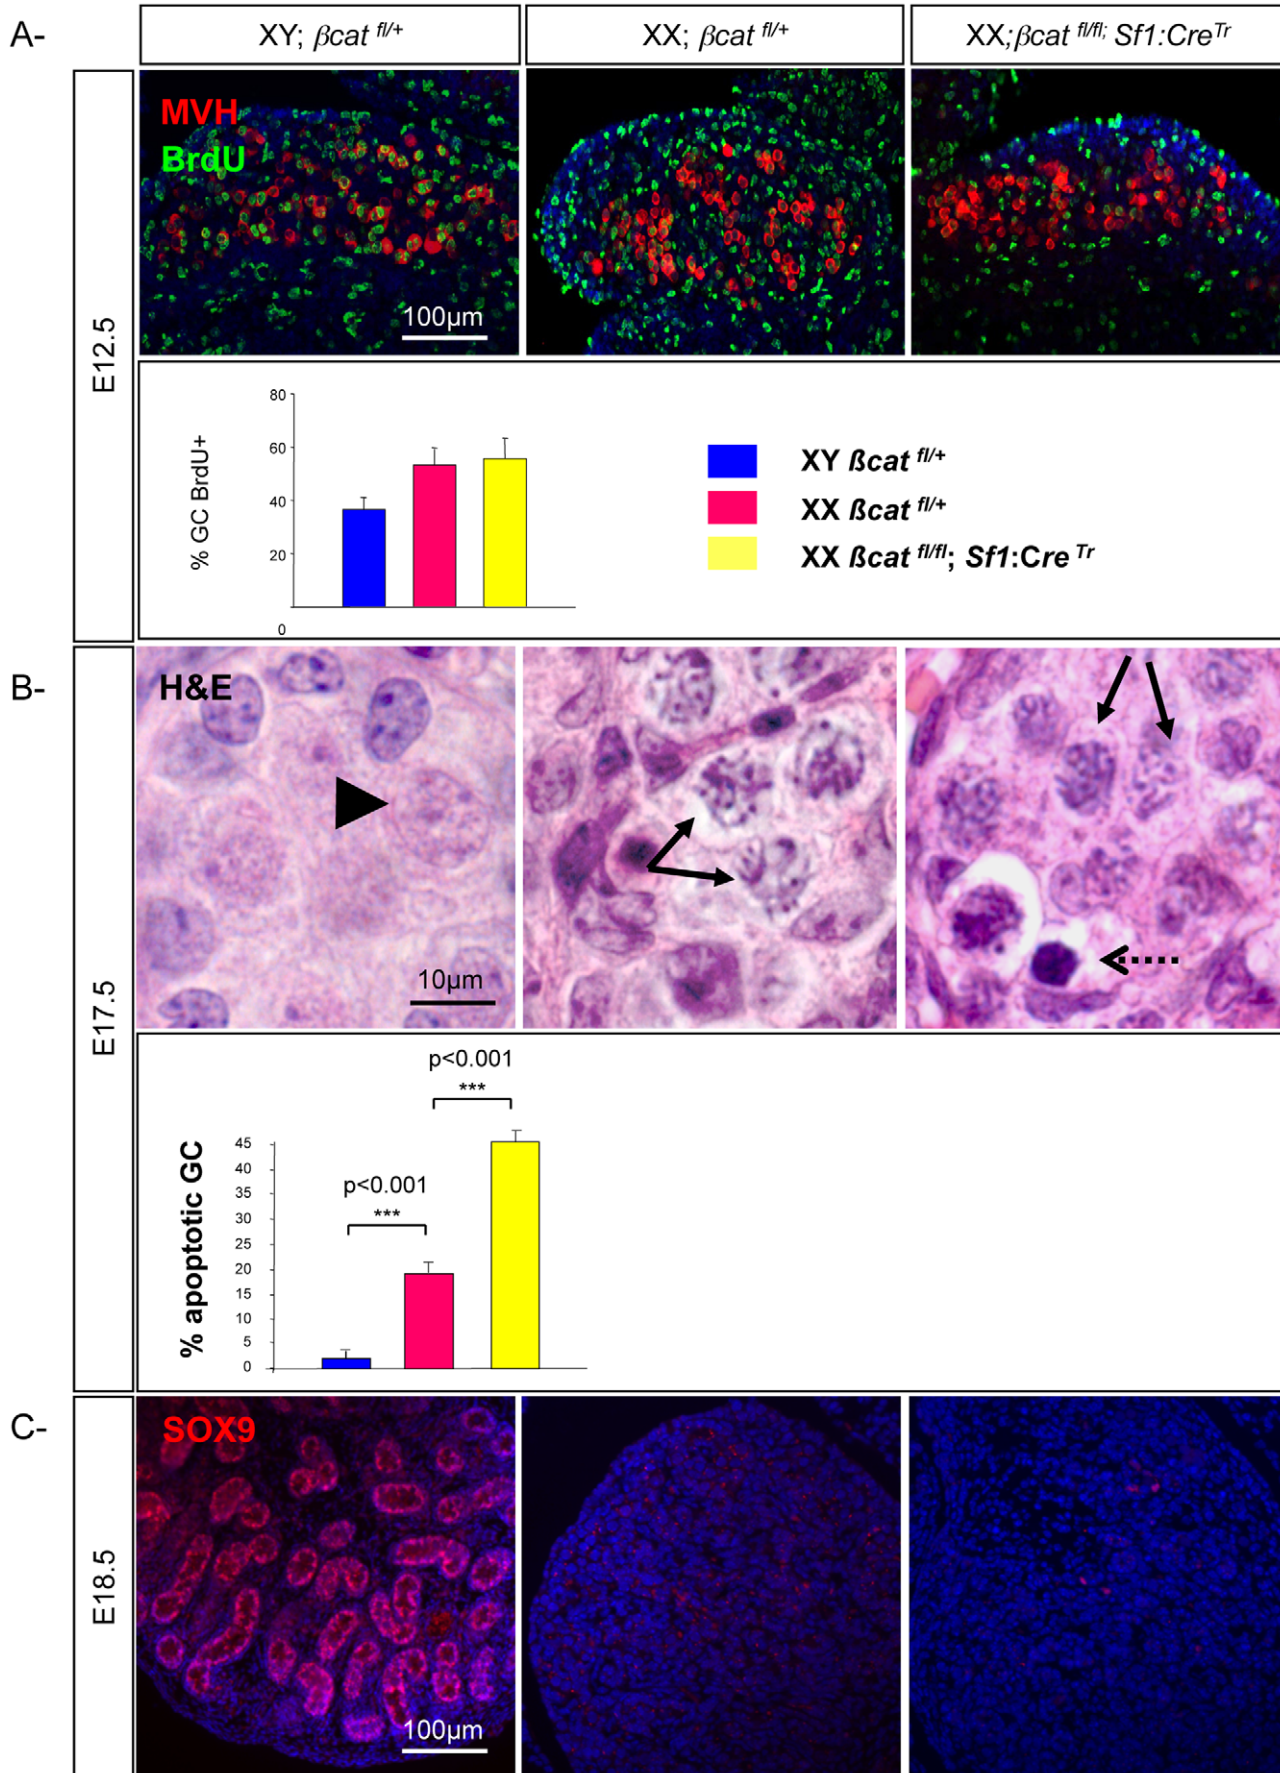 A-
XY; βcat fl/+
XX; βcat fl/+
XX;βcat fl/fl; Sf1:CreTr
E12.5
MVH
BrdU
100µm
% GC BrdU+
80
60
40
20
0
XY ßcat fl/+
XX ßcat fl/+
XX ßcat fl/fl; Sf1:Cre Tr
B-
E17.5
H&E
10µm
% apoptotic GC
45
40
35
30
25
20
15
10
5
0
p<0.001
***
p<0.001
***
C-
E18.5
SOX9
100µm